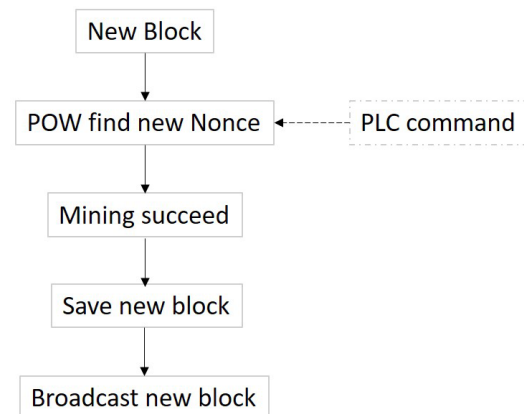 New Block
POW find new Nonce
PLC command
Mining succeed
Save new block
Broadcast new block